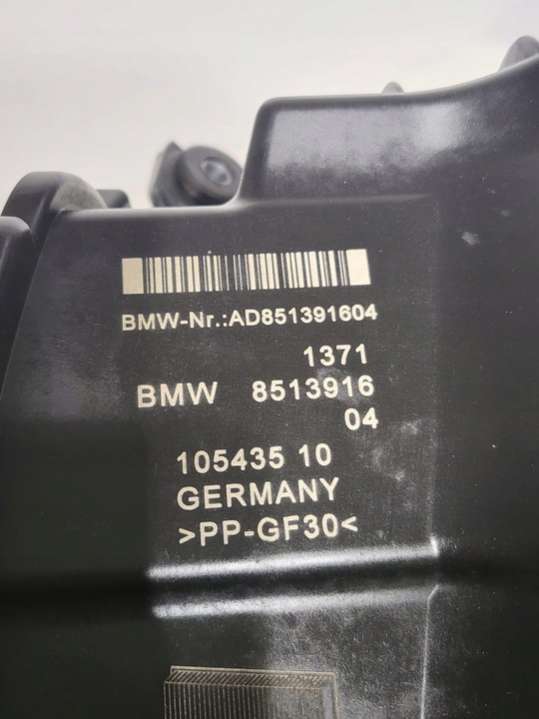 BMW-Nr.:AD851391604
1371
BMW 8513916
04
105435 10
GERMANY
>PP-GF30<